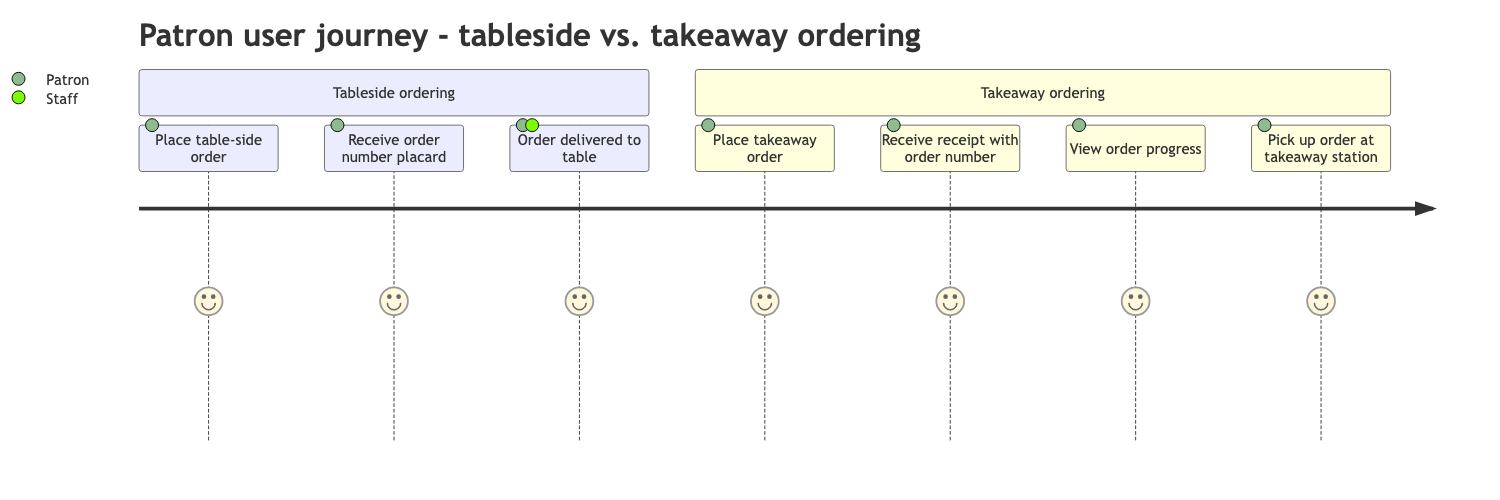 Patron user journey - tableside vs. takeaway ordering
Patron
Staff
Tableside ordering
Takeaway ordering
Place table-side
order
Receive order
number placard
Order delivered to
table
Place takeaway
order
Receive receipt with
order number
View order progress
Pick up order at
takeaway station